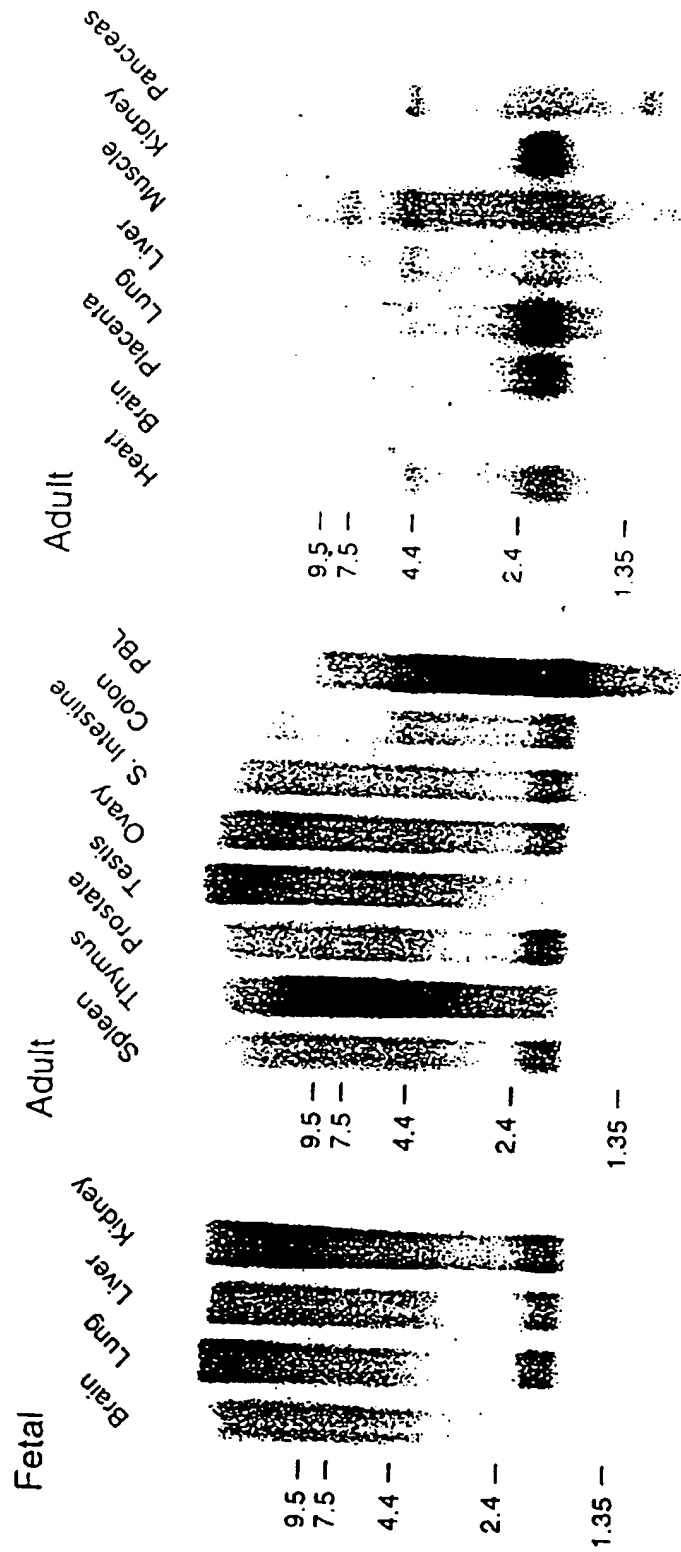 Fetal
Brain
Lung
Liver
Kidney
9.5
7.5
4.4
2.4
1.35
Adult
Spleen
Thymus
Prostate
Testis
Ovary
S. Intestine
Colon
PBL
9.5
7.5
4.4
2.4
1.35
Adult
Heart
Brain
Placenta
Lung
Liver
Muscle
Kidney
Pancreas
9.5
7.5
4.4
2.4
1.35